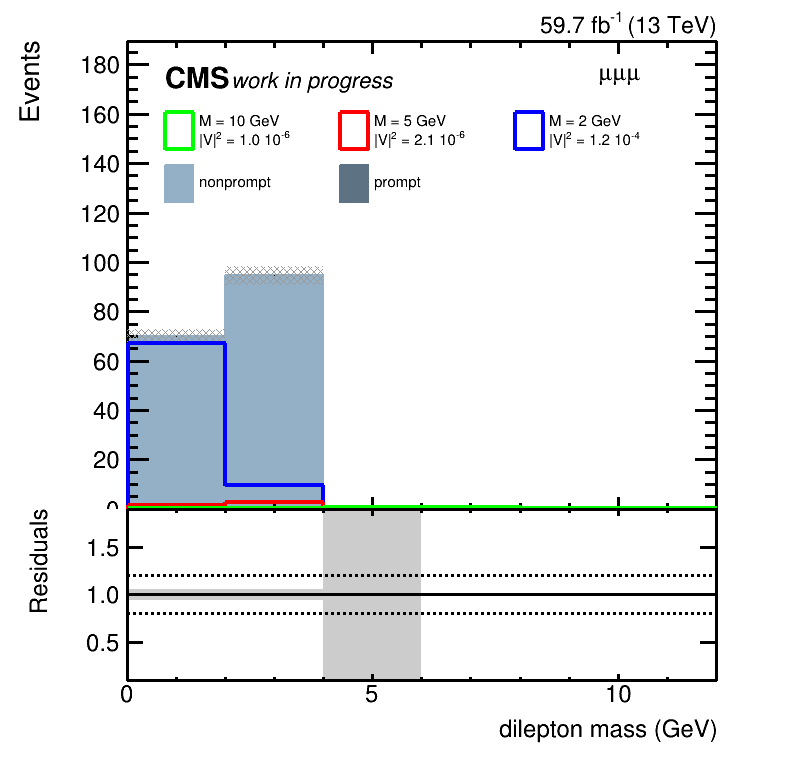 59.7 fb⁻¹ (13 TeV)
Events
180
160
140
120
100
80
60
40
20
0
CMS work in progress
μμμ
M = 10 GeV
|V|² = 1.0 10⁻⁶
M = 5 GeV
|V|² = 2.1 10⁻⁶
M = 2 GeV
|V|² = 1.2 10⁻⁴
nonprompt
prompt
Residuals
1.5
1.0
0.5
0
5
10
dilepton mass (GeV)